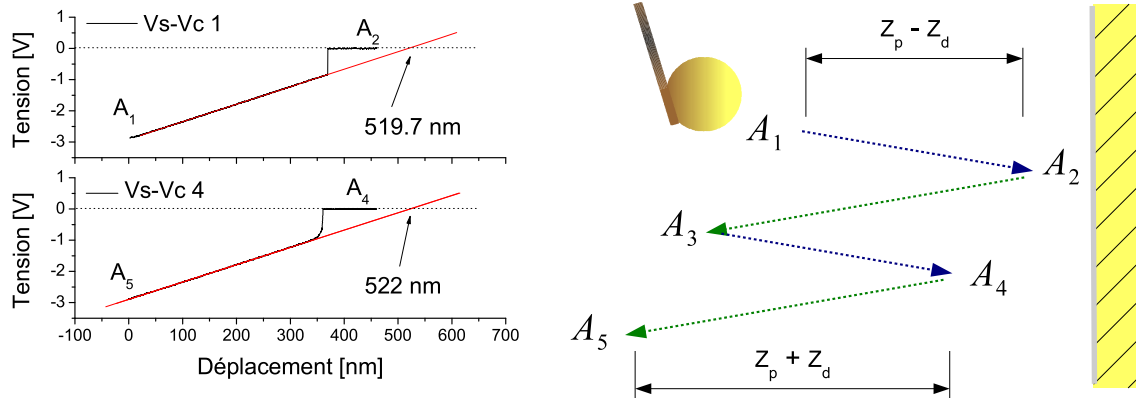 Vs-Vc 1
Tension [V]
0
-1
-2
-3
A1
A2
519.7 nm
Vs-Vc 4
Tension [V]
0
-1
-2
-3
A5
A4
522 nm
-100 0 100 200 300 400 500 600 700
Déplacement [nm]
Zp - Zd
A1
A2
A3
A4
A5
Zp + Zd